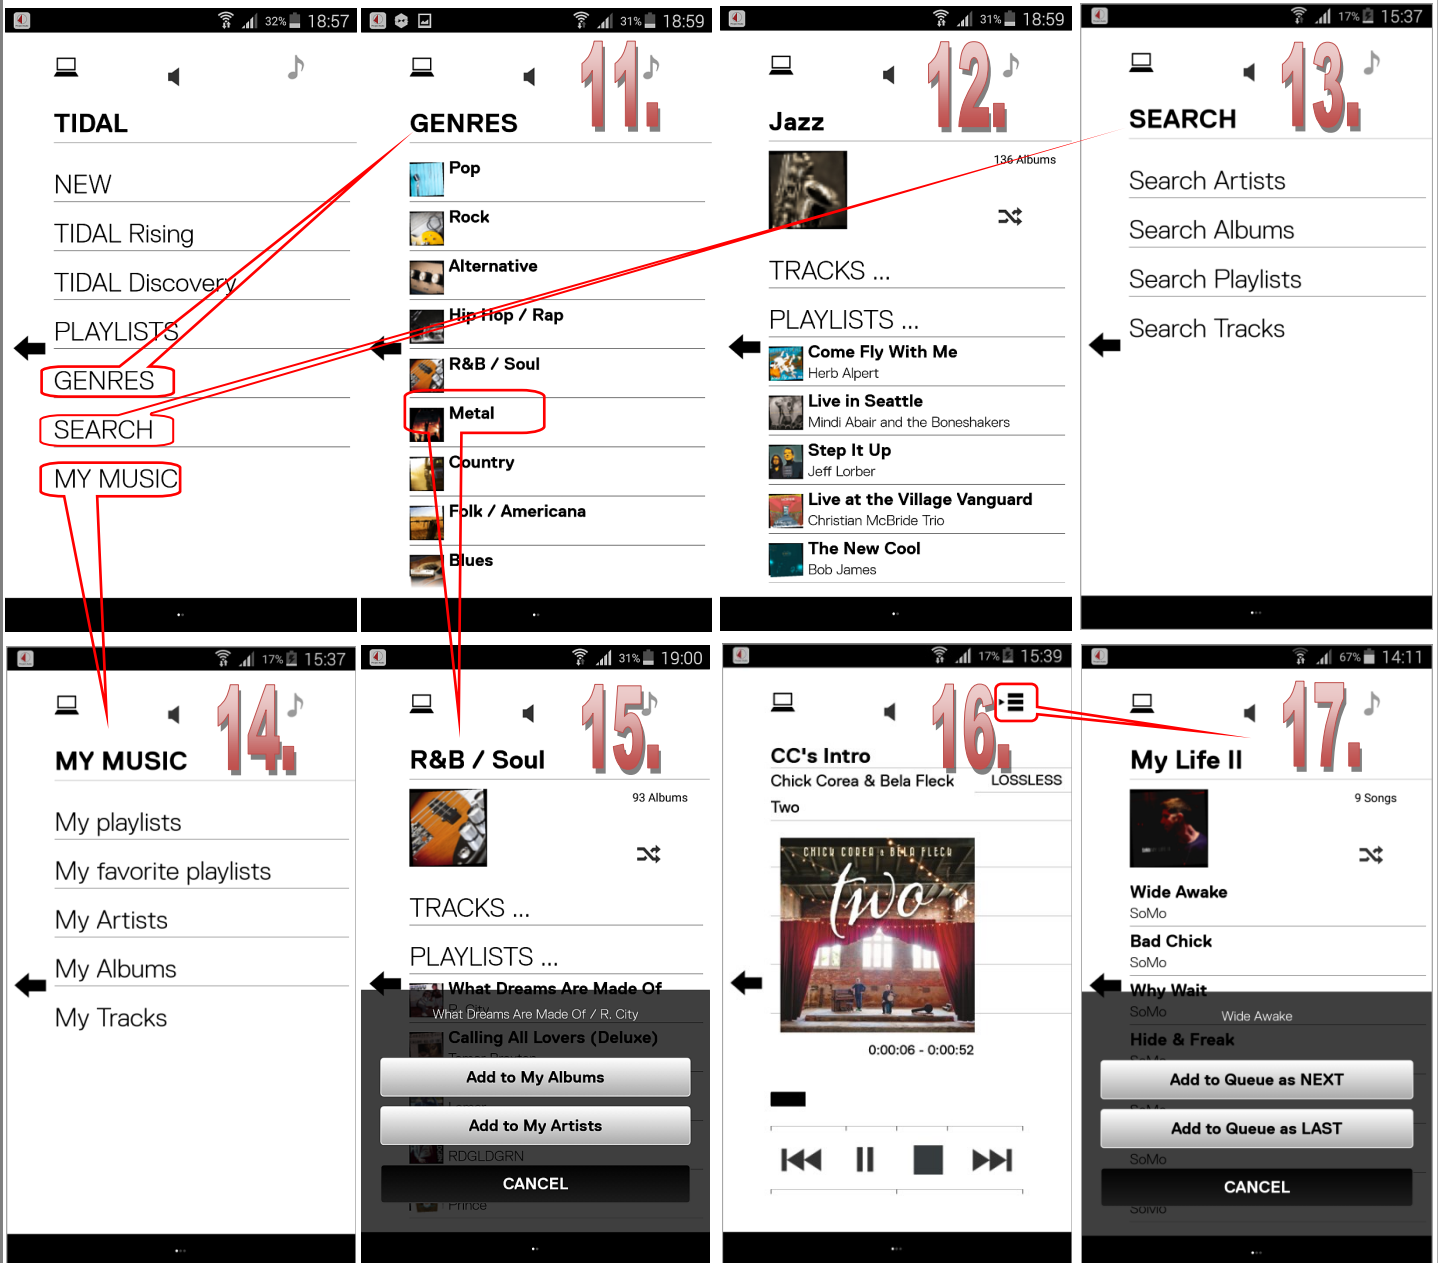 32% 18:57
TIDAL
NEW
TIDAL Rising
TIDAL Discovery
PLAYLISTS
GENRES
SEARCH
MY MUSIC
31% 18:59
11.
GENRES
Pop
Rock
Alternative
Hip Hop / Rap
R&B / Soul
Metal
Country
Folk / Americana
Blues
31% 18:59
12.
Jazz
136 Albums
TRACKS ...
PLAYLISTS ...
Come Fly With Me
Herb Alpert
Live in Seattle
Mindi Abair and the Boneshakers
Step It Up
Jeff Lorber
Live at the Village Vanguard
Christian McBride Trio
The New Cool
Bob James
17% 15:37
13.
SEARCH
Search Artists
Search Albums
Search Playlists
Search Tracks
17% 15:37
14.
MY MUSIC
My playlists
My favorite playlists
My Artists
My Albums
My Tracks
31% 19:00
15.
R&B / Soul
93 Albums
TRACKS ...
PLAYLISTS ...
What Dreams Are Made Of
R. City
What Dreams Are Made Of / R. City
Calling All Lovers (Deluxe)
Add to My Albums
Add to My Artists
RDGLDGRN
CANCEL
Prince
17% 15:39
16.
CC's Intro
Chick Corea & Bela Fleck
LOSSLESS
Two
CHICK COREA & BELA FLECK
two
0:00:06 - 0:00:52
67% 14:11
17.
My Life II
9 Songs
Wide Awake
SoMo
Bad Chick
SoMo
Why Wait
SoMo
Wide Awake
Hide & Freak
Add to Queue as NEXT
SoMo
Add to Queue as LAST
SoMo
CANCEL
SoMo